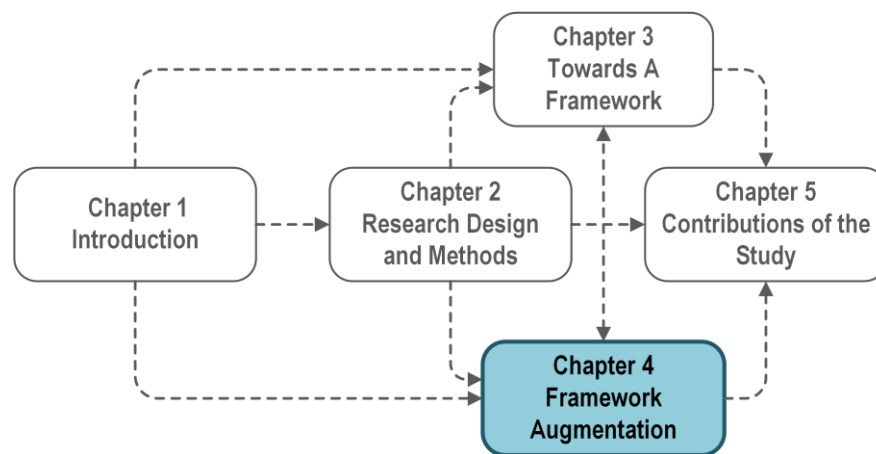 Chapter 3
Towards A
Framework
Chapter 1
Introduction
Chapter 2
Research Design
and Methods
Chapter 5
Contributions of the
Study
Chapter 4
Framework
Augmentation